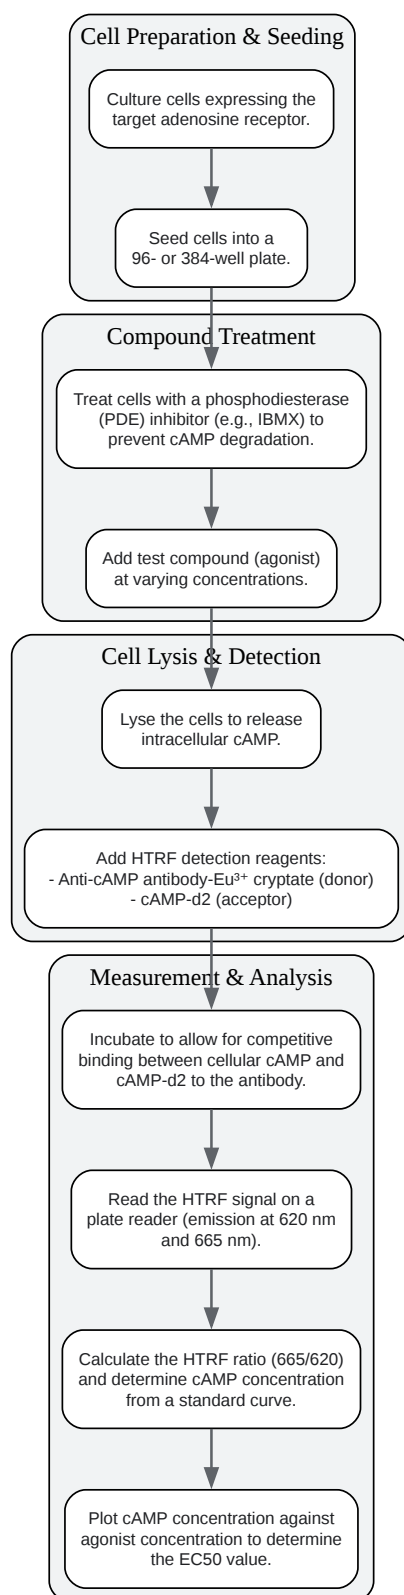 Cell Preparation & Seeding
Culture cells expressing the
target adenosine receptor.
Seed cells into a
96- or 384-well plate.
Compound Treatment
Treat cells with a phosphodiesterase
(PDE) inhibitor (e.g., IBMX) to
prevent cAMP degradation.
Add test compound (agonist)
at varying concentrations.
Cell Lysis & Detection
Lyse the cells to release
intracellular cAMP.
Add HTRF detection reagents:
- Anti-cAMP antibody-Eu³⁺ cryptate (donor)
- cAMP-d2 (acceptor)
Measurement & Analysis
Incubate to allow for competitive
binding between cellular cAMP and
cAMP-d2 to the antibody.
Read the HTRF signal on a
plate reader (emission at 620 nm
and 665 nm).
Calculate the HTRF ratio (665/620)
and determine cAMP concentration
from a standard curve.
Plot cAMP concentration against
agonist concentration to determine
the EC50 value.